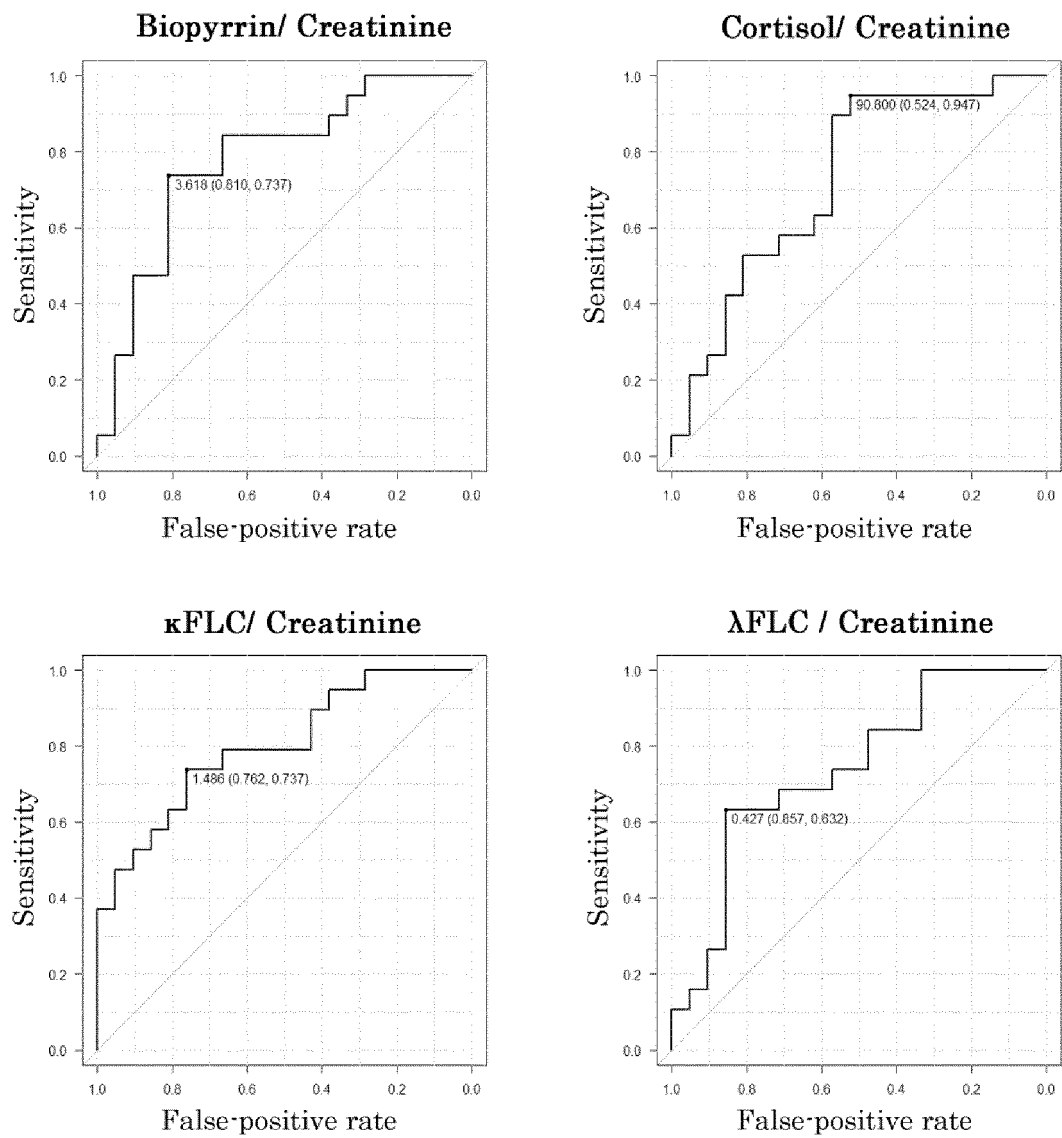 Biopyrrin/ Creatinine
1.0
0.8
0.6
0.4
0.2
0.0
Sensitivity
3.618 (0.810, 0.737)
1.0 0.8 0.6 0.4 0.2 0.0
False-positive rate
Cortisol/ Creatinine
1.0
0.8
0.6
0.4
0.2
0.0
Sensitivity
90.800 (0.524, 0.947)
1.0 0.8 0.6 0.4 0.2 0.0
False-positive rate
κFLC/ Creatinine
1.0
0.8
0.6
0.4
0.2
0.0
Sensitivity
1.486 (0.762, 0.737)
1.0 0.8 0.6 0.4 0.2 0.0
False-positive rate
λFLC / Creatinine
1.0
0.8
0.6
0.4
0.2
0.0
Sensitivity
0.427 (0.857, 0.632)
1.0 0.8 0.6 0.4 0.2 0.0
False-positive rate